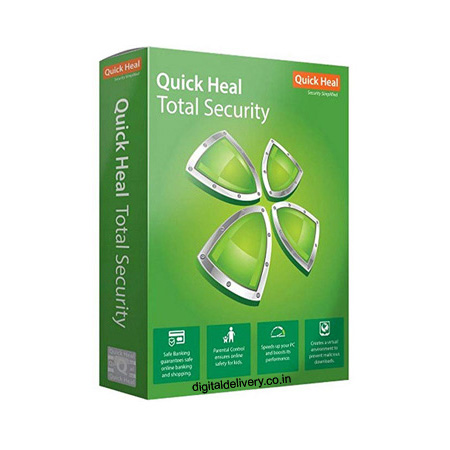 Quick Heal
Total Security
Quick Heal
Security Simplified
Quick Heal Total Security
Safe Banking
guarantees safe
online banking
and shopping.
Parental Control
ensures online
safety for kids.
Speeds up your PC
and boosts its
performance.
Creates a virtual
environment to
prevent malicious
downloads.
Quick Heal
digitaldelivery.co.in